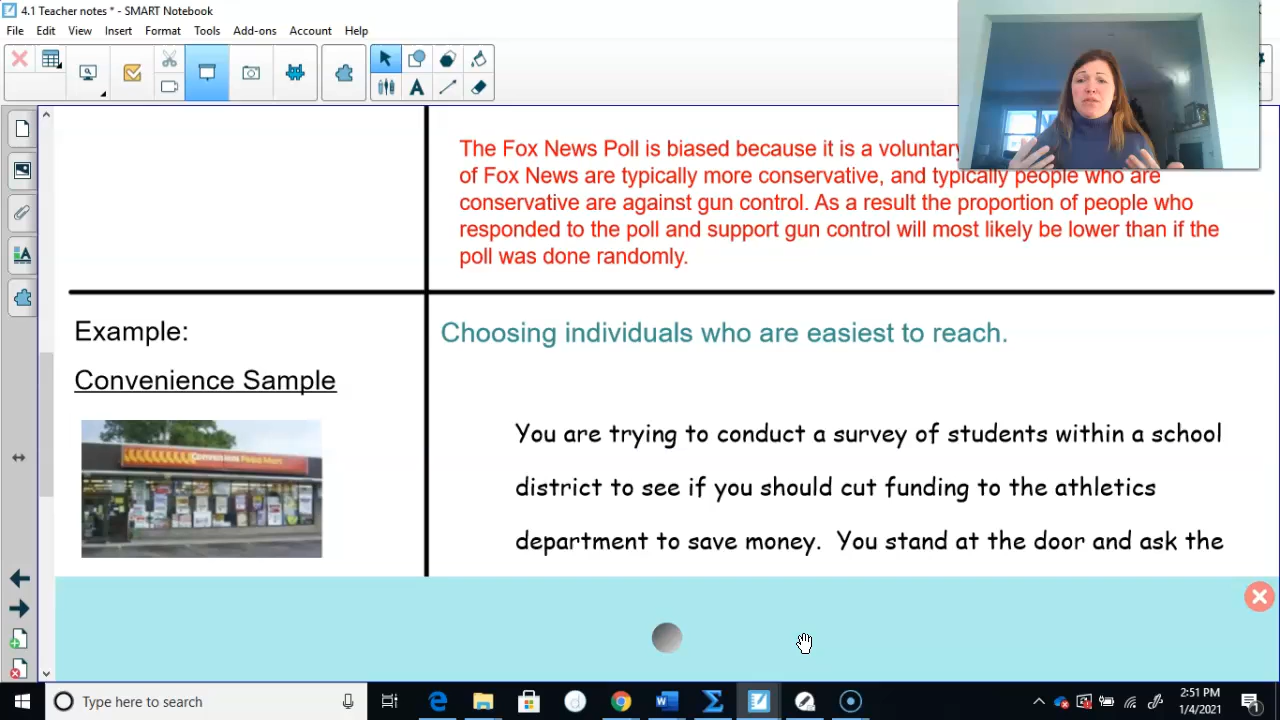 4.1 Teacher notes * - SMART Notebook
File Edit View Insert Format Tools Add-ons Account Help
The Fox News Poll is biased because it is a voluntary
of Fox News are typically more conservative, and typically people who are
conservative are against gun control. As a result the proportion of people who
responded to the poll and support gun control will most likely be lower than if the
poll was done randomly.
Example:
Choosing individuals who are easiest to reach.
Convenience Sample
You are trying to conduct a survey of students within a school
district to see if you should cut funding to the athletics
department to save money. You stand at the door and ask the
Type here to search
2:51 PM
1/4/2021